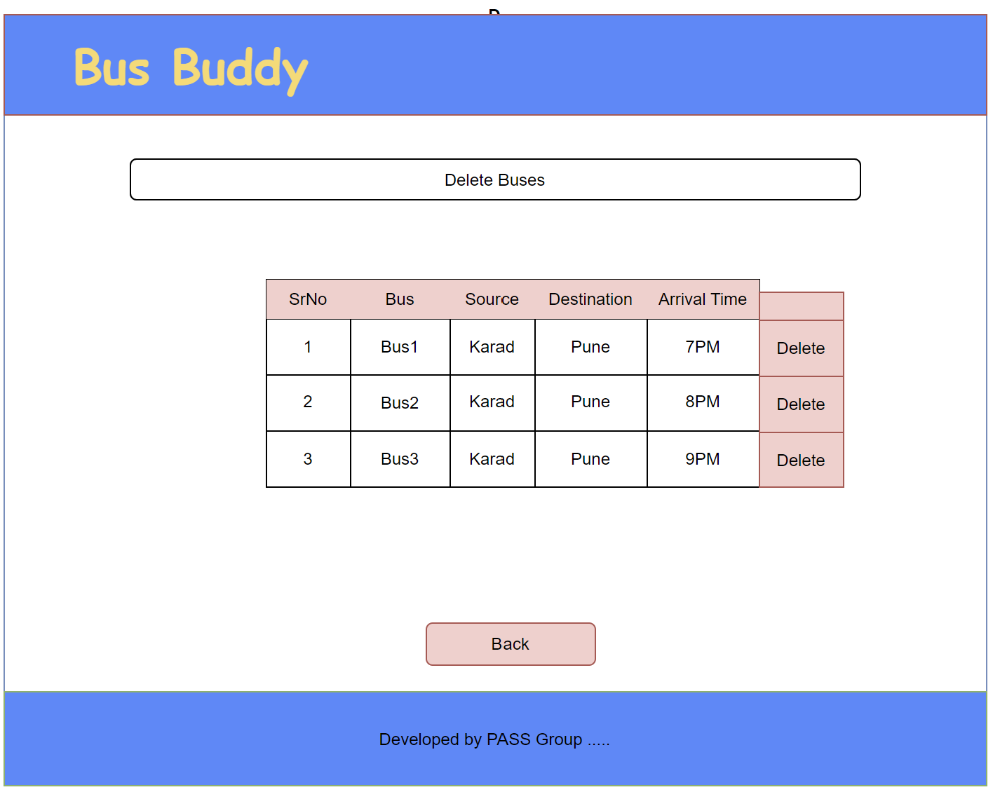 Bus Buddy
Delete Buses
SrNo Bus Source Destination Arrival Time
1 Bus1 Karad Pune 7PM Delete
2 Bus2 Karad Pune 8PM Delete
3 Bus3 Karad Pune 9PM Delete
Back
Developed by PASS Group .....